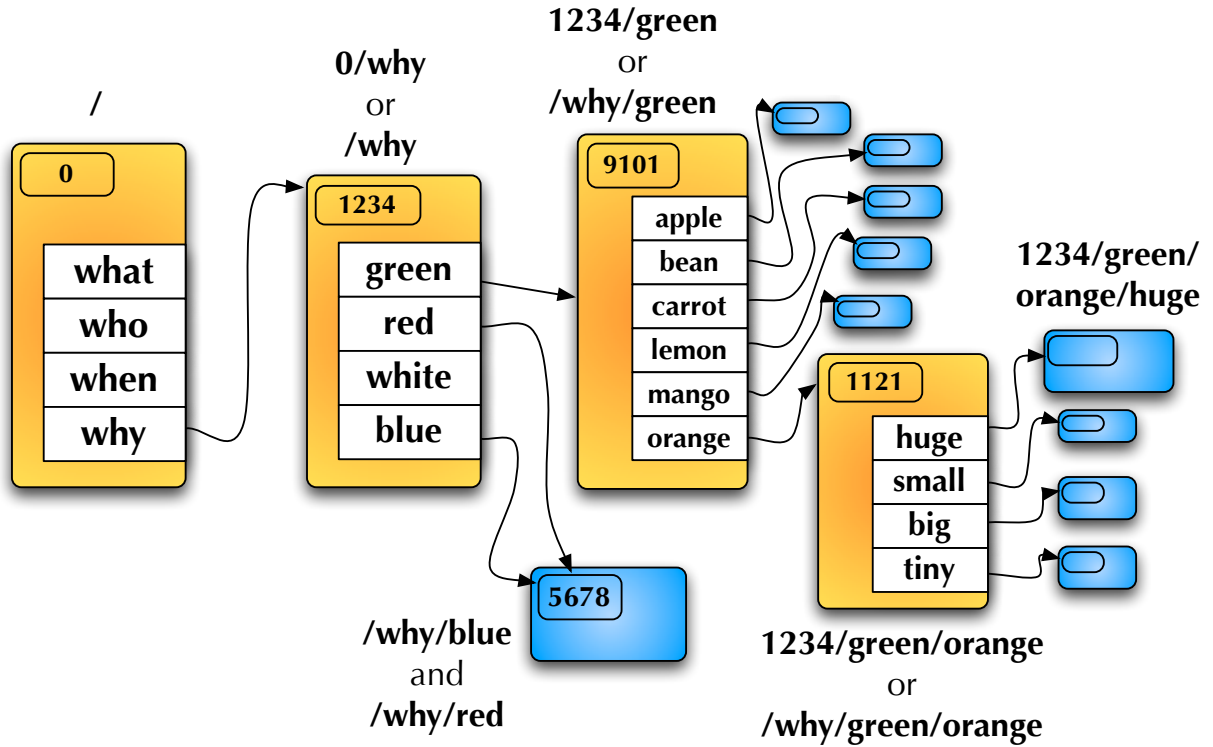 /
0
what
who
when
why
0/why
or
/why
1234
green
red
white
blue
1234/green
or
/why/green
9101
apple
bean
carrot
lemon
mango
orange
5678
/why/blue
and
/why/red
1234/green/
orange/huge
1121
huge
small
big
tiny
1234/green/orange
or
/why/green/orange